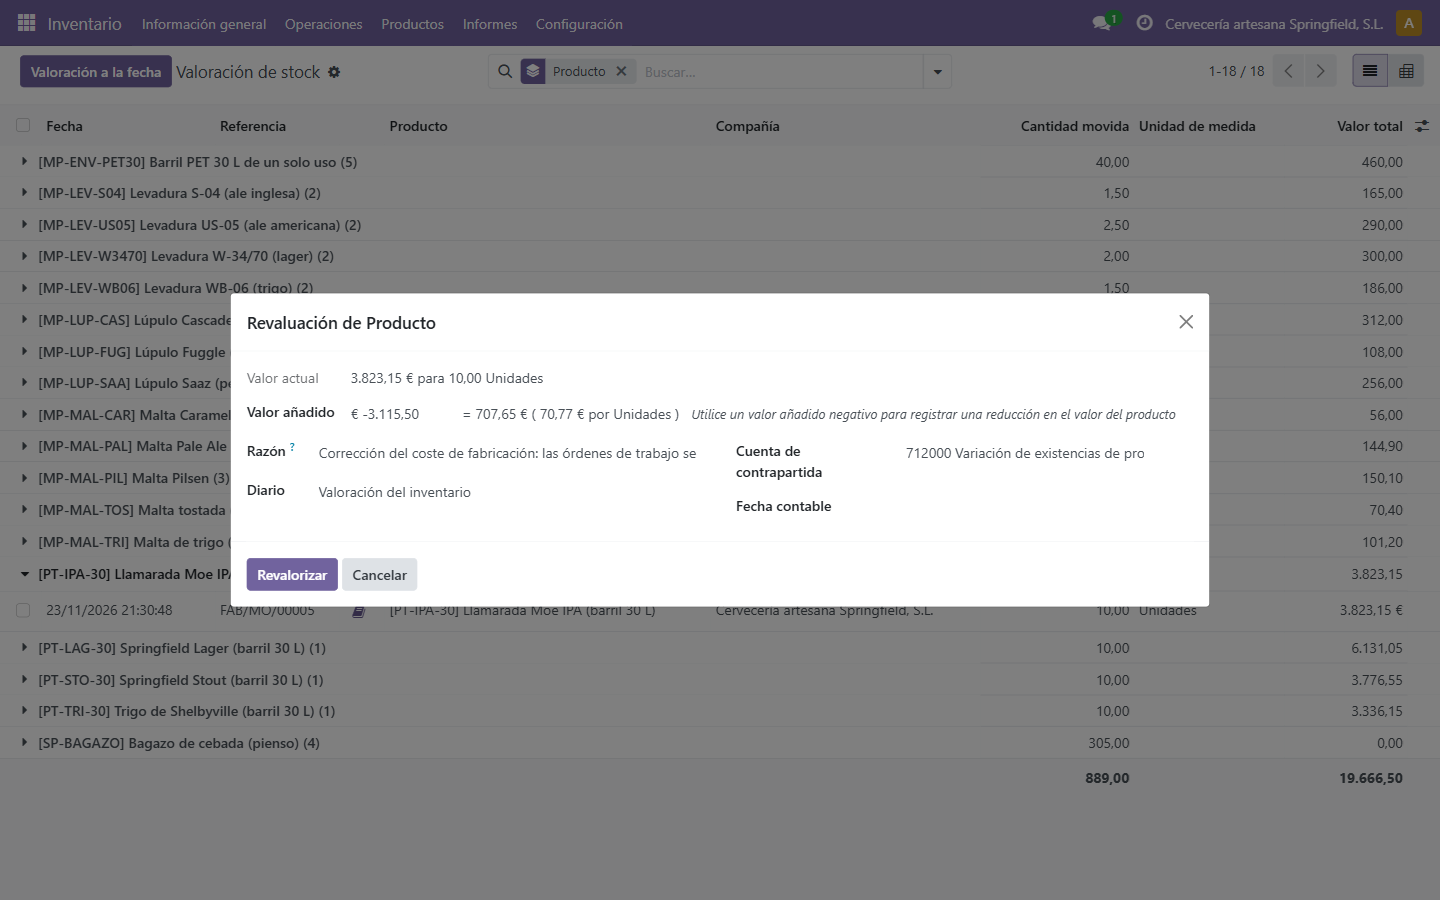 Inventario Información general Operaciones Productos Informes Configuración 1 Cervecería artesana Springfield, S.L. A
Valoración a la fecha Valoración de stock Producto Buscar... 1-18 / 18
Fecha Referencia Producto Compañía Cantidad movida Unidad de medida Valor total
[MP-ENV-PET30] Barril PET 30 L de un solo uso (5) 40,00 460,00
[MP-LEV-S04] Levadura S-04 (ale inglesa) (2) 1,50 165,00
[MP-LEV-US05] Levadura US-05 (ale americana) (2) 2,50 290,00
[MP-LEV-W3470] Levadura W-34/70 (lager) (2) 2,00 300,00
[MP-LEV-WB06] Levadura WB-06 (trigo) (2) 1,50 186,00
[MP-LUP-CAS] Lúpulo Cascade 312,00
[MP-LUP-FUG] Lúpulo Fuggle 108,00
[MP-LUP-SAA] Lúpulo Saaz (pe 256,00
[MP-MAL-CAR] Malta Caramel 56,00
[MP-MAL-PAL] Malta Pale Ale 144,90
[MP-MAL-PIL] Malta Pilsen (3) 150,10
[MP-MAL-TOS] Malta tostada 70,40
[MP-MAL-TRI] Malta de trigo ( 101,20
[PT-IPA-30] Llamarada Moe IPA 3.823,15
23/11/2026 21:30:48 FAB/MO/00005 [PT-IPA-30] Llamarada Moe IPA (barril 30 L) Cervecería artesana Springfield, S.L. 10,00 Unidades 3.823,15 €
[PT-LAG-30] Springfield Lager (barril 30 L) (1) 10,00 6.131,05
[PT-STO-30] Springfield Stout (barril 30 L) (1) 10,00 3.776,55
[PT-TRI-30] Trigo de Shelbyville (barril 30 L) (1) 10,00 3.336,15
[SP-BAGAZO] Bagazo de cebada (pienso) (4) 305,00 0,00
889,00 19.666,50
Revaluación de Producto
Valor actual 3.823,15 € para 10,00 Unidades
Valor añadido € -3.115,50 = 707,65 € ( 70,77 € por Unidades ) Utilice un valor añadido negativo para registrar una reducción en el valor del producto
Razón ? Corrección del coste de fabricación: las órdenes de trabajo se
Diario Valoración del inventario
Cuenta de contrapartida 712000 Variación de existencias de pro
Fecha contable
Revalorizar Cancelar